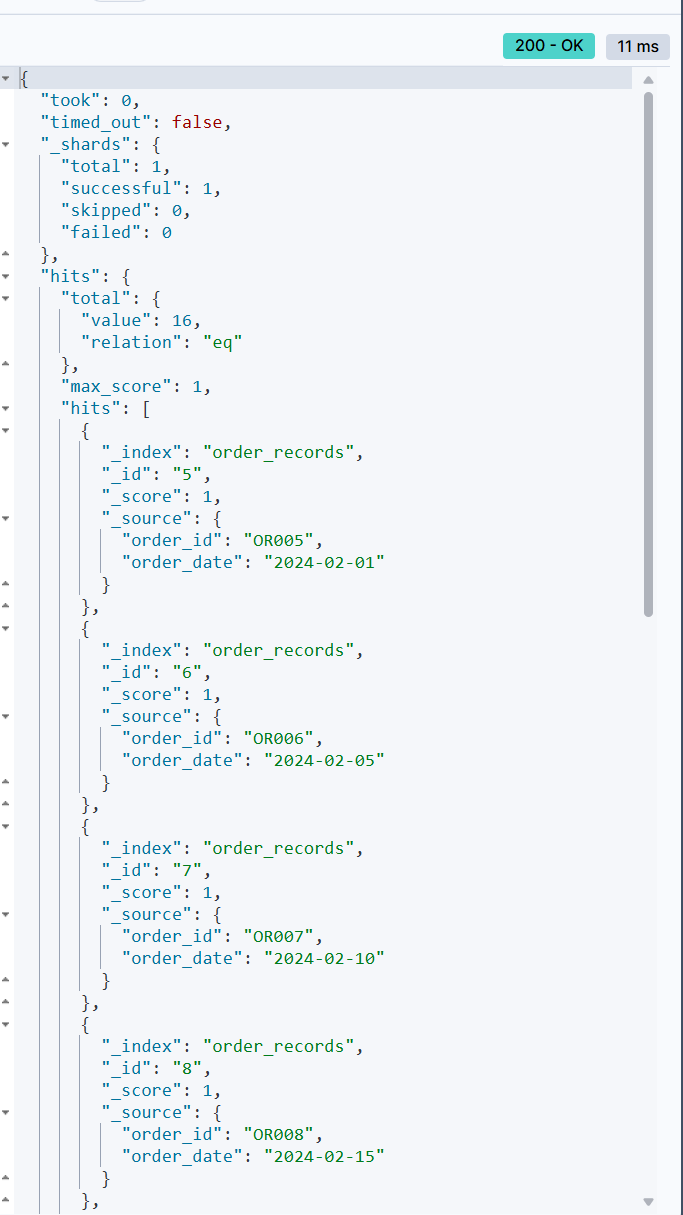 200 - OK
11 ms
{
  "took": 0,
  "timed_out": false,
  "_shards": {
    "total": 1,
    "successful": 1,
    "skipped": 0,
    "failed": 0
  },
  "hits": {
    "total": {
      "value": 16,
      "relation": "eq"
    },
    "max_score": 1,
    "hits": [
      {
        "_index": "order_records",
        "_id": "5",
        "_score": 1,
        "_source": {
          "order_id": "OR005",
          "order_date": "2024-02-01"
        }
      },
      {
        "_index": "order_records",
        "_id": "6",
        "_score": 1,
        "_source": {
          "order_id": "OR006",
          "order_date": "2024-02-05"
        }
      },
      {
        "_index": "order_records",
        "_id": "7",
        "_score": 1,
        "_source": {
          "order_id": "OR007",
          "order_date": "2024-02-10"
        }
      },
      {
        "_index": "order_records",
        "_id": "8",
        "_score": 1,
        "_source": {
          "order_id": "OR008",
          "order_date": "2024-02-15"
        }
      },